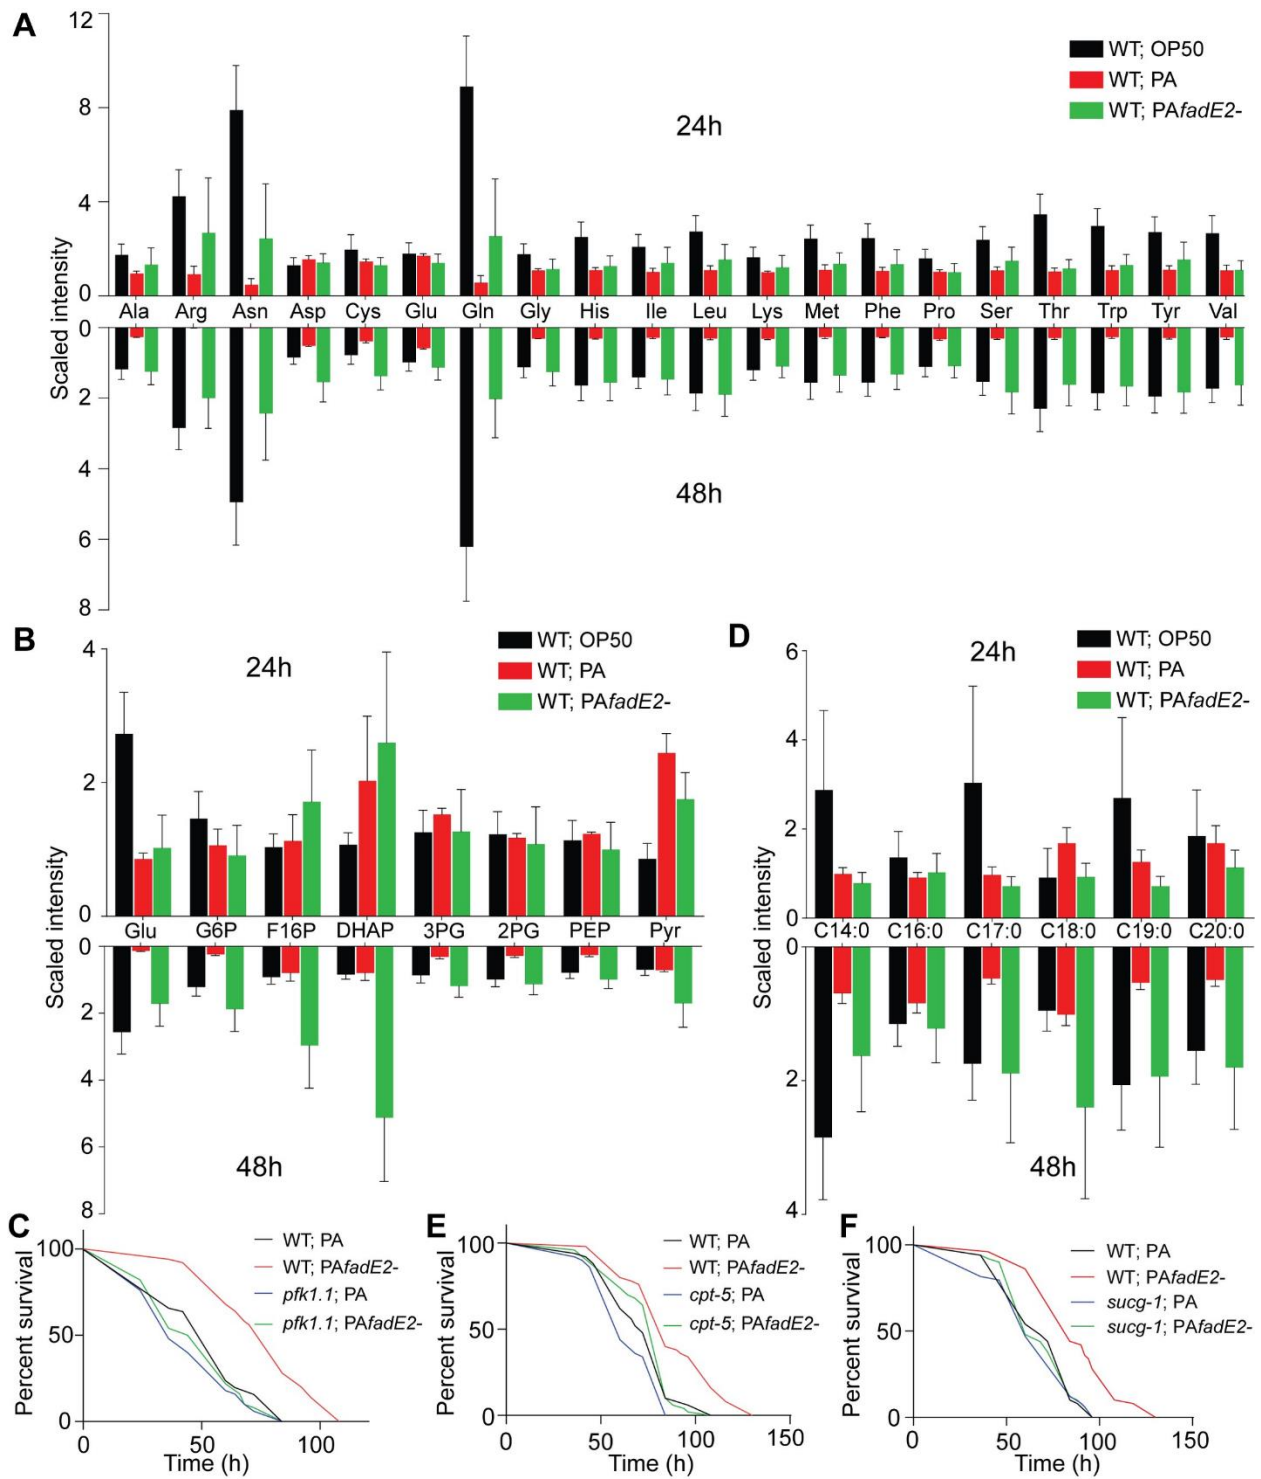 A
12
8
4
0
24h
WT; OP50
WT; PA
WT; PAfadE2-
Ala Arg Asn Asp Cys Glu Gln Gly His Ile Leu Lys Met Phe Pro Ser Thr Trp Tyr Val
Scaled intensity
0
2
4
6
8
48h
B
4
2
0
24h
WT; OP50
WT; PA
WT; PAfadE2-
Glu G6P F16P DHAP 3PG 2PG PEP Pyr
Scaled intensity
0
2
4
6
8
48h
D
6
4
2
0
24h
WT; OP50
WT; PA
WT; PAfadE2-
C14:0 C16:0 C17:0 C18:0 C19:0 C20:0
Scaled intensity
2
4
48h
C
Percent survival
100
50
0
0 50 100
Time (h)
WT; PA
WT; PAfadE2-
pfk1.1; PA
pfk1.1; PAfadE2-
E
Percent survival
100
50
0
0 50 100 150
Time (h)
WT; PA
WT; PAfadE2-
cpt-5; PA
cpt-5; PAfadE2-
F
Percent survival
100
50
0
0 50 100 150
Time (h)
WT; PA
WT; PAfadE2-
sucg-1; PA
sucg-1; PAfadE2-